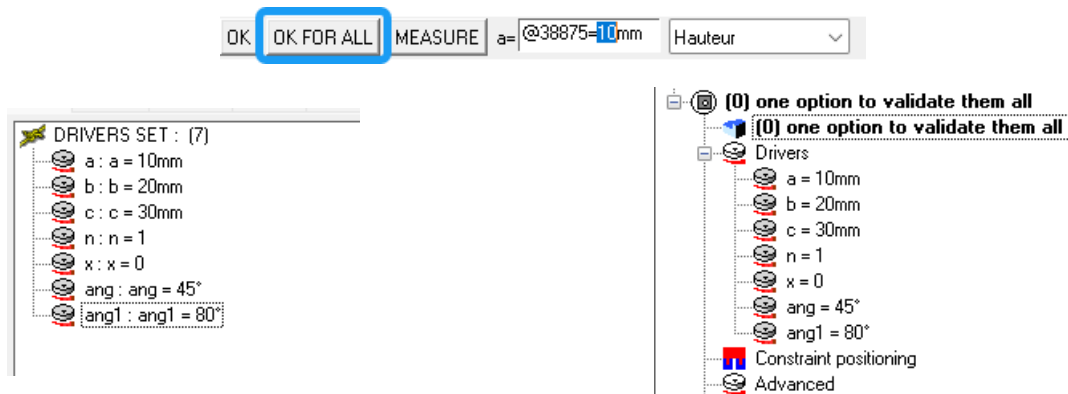 OK OK FOR ALL MEASURE a= @38875=10mm Hauteur
DRIVERS SET : (7)
a : a = 10mm
b : b = 20mm
c : c = 30mm
n : n = 1
x : x = 0
ang : ang = 45°
ang1 : ang1 = 80°
(0) one option to validate them all
(0) one option to validate them all
Drivers
a = 10mm
b = 20mm
c = 30mm
n = 1
x = 0
ang = 45°
ang1 = 80°
Constraint positioning
Advanced